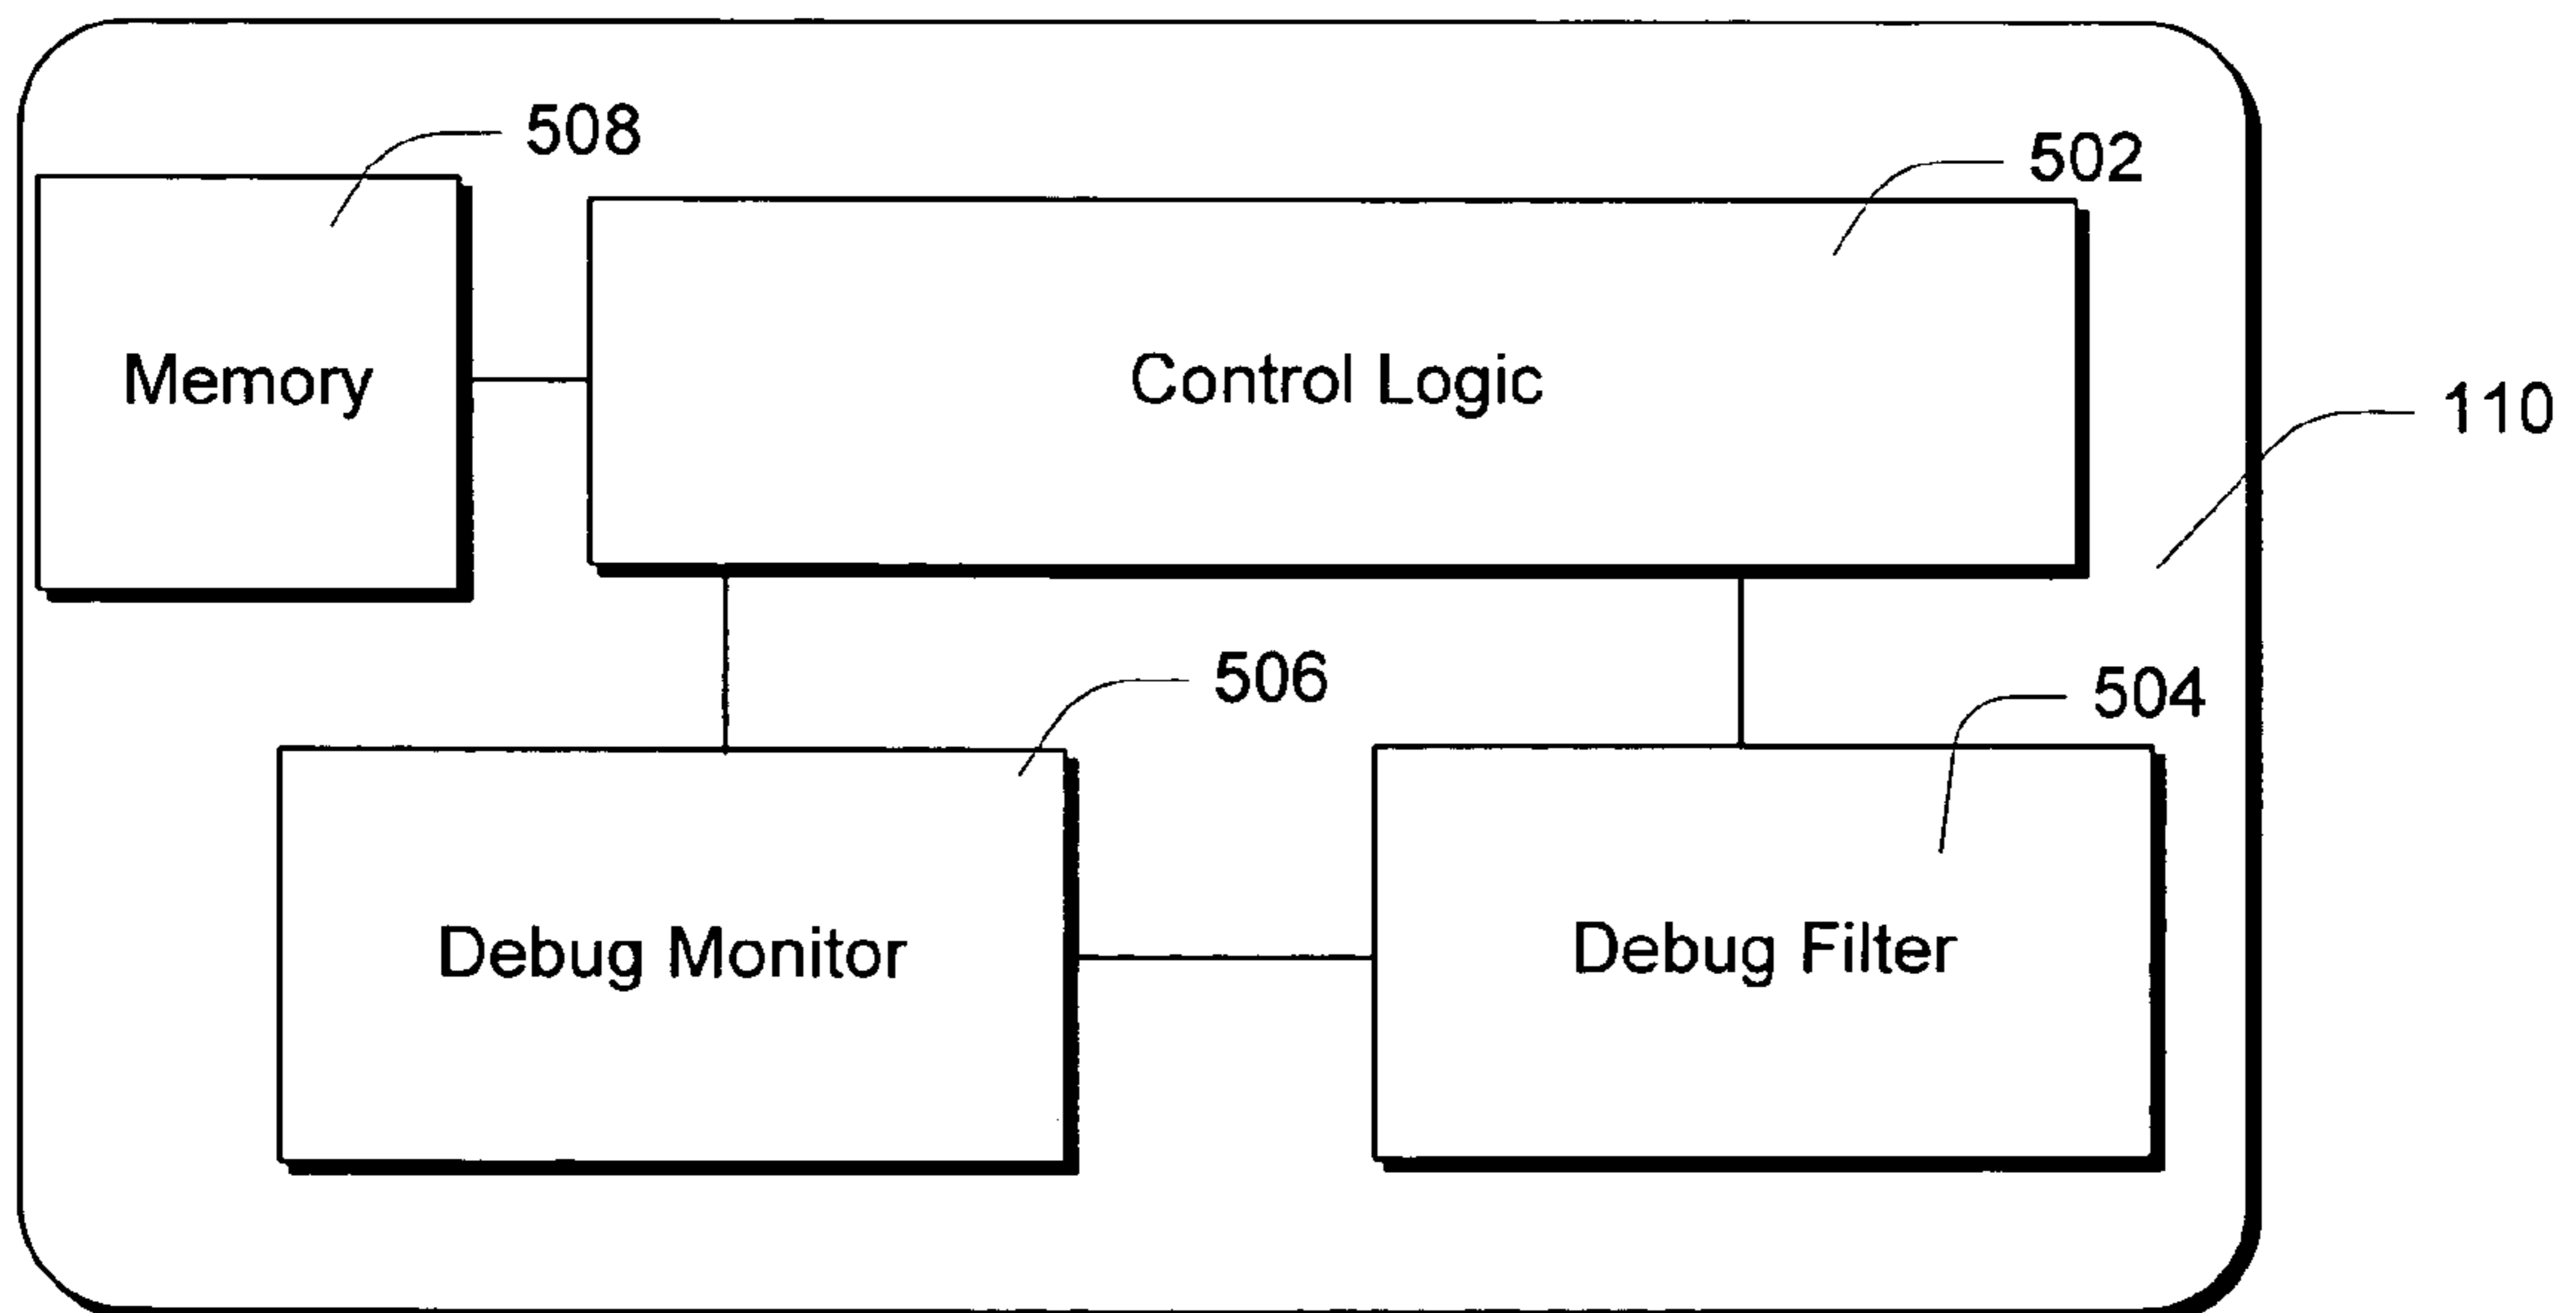 508
502
Memory
Control Logic
110
506
504
Debug Monitor
Debug Filter